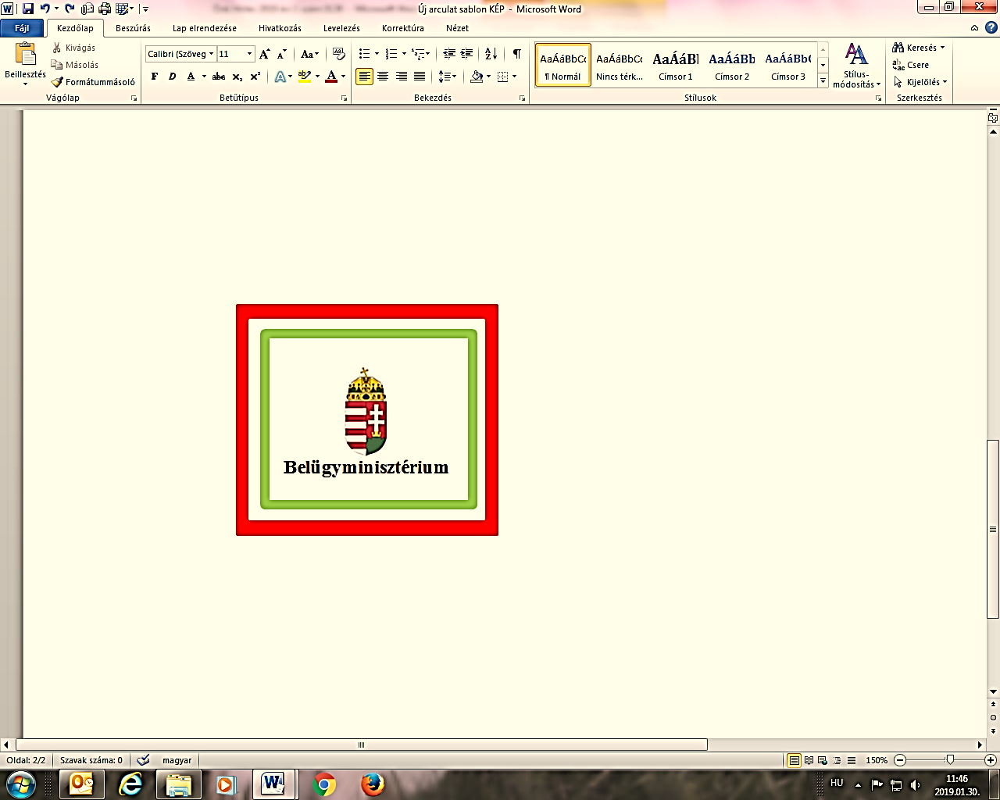 Új arculat sablon KÉP - Microsoft Word
Fájl Kezdőlap Beszúrás Lap elrendezése Hivatkozás Levelezés Korrektúra Nézet
Beillesztés
Kivágás
Másolás
Formátummásoló
Vágólap
Calibri (Szöveg 11
Betűtípus
Bekezdés
AaÁáBbCc AaÁáBbCc AaÁáBl AaÁáBb AaÁáBbC
¶ Normál Nincs térk... Címsor 1 Címsor 2 Címsor 3
Stílusok
Stílus-
módosítás
Keresés
Csere
Kijelölés
Szerkesztés
Belügyminisztérium
Oldal: 2/2 Szavak száma: 0 magyar 150%
HU 11:46
2019.01.30.